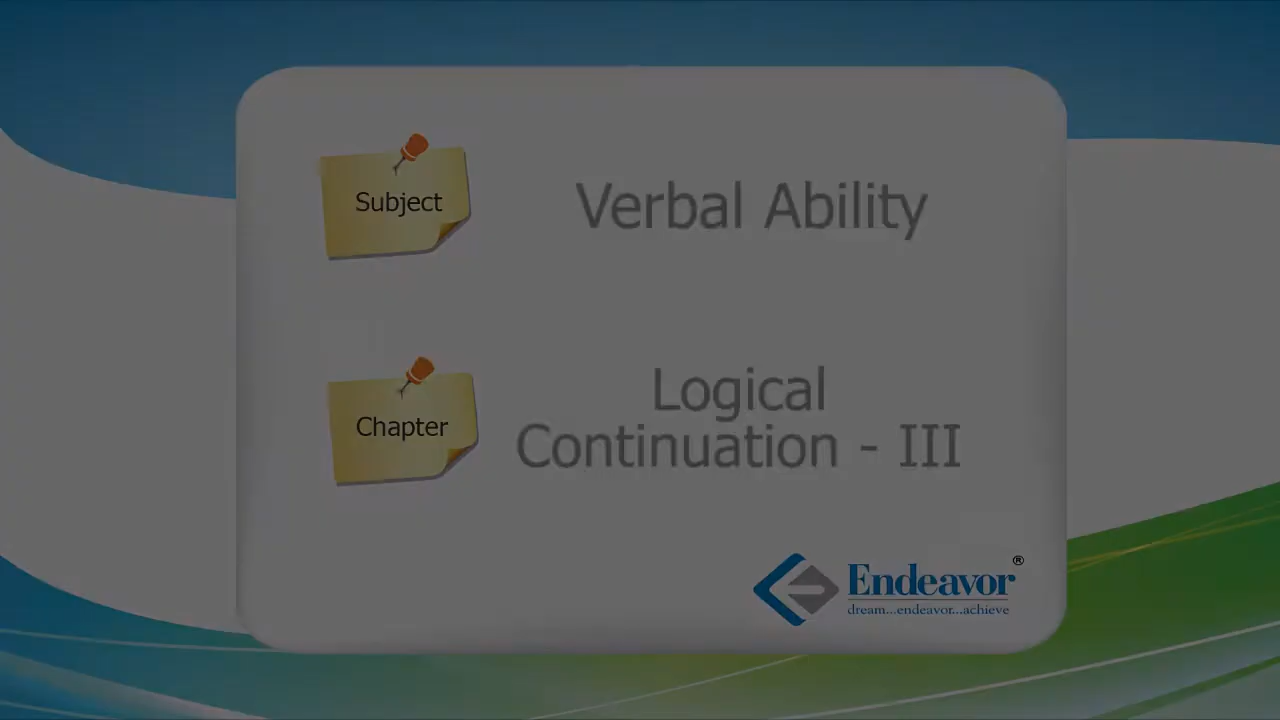 Subject
Verbal Ability
Chapter
Logical
Continuation - III
Endeavor®
dream...endeavor...achieve